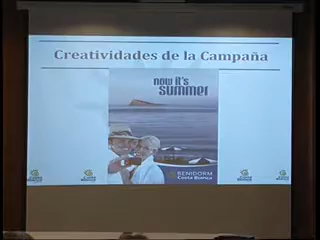 Creatividades de la Campaña
now it's
summer
BENIDORM
Costa Blanca